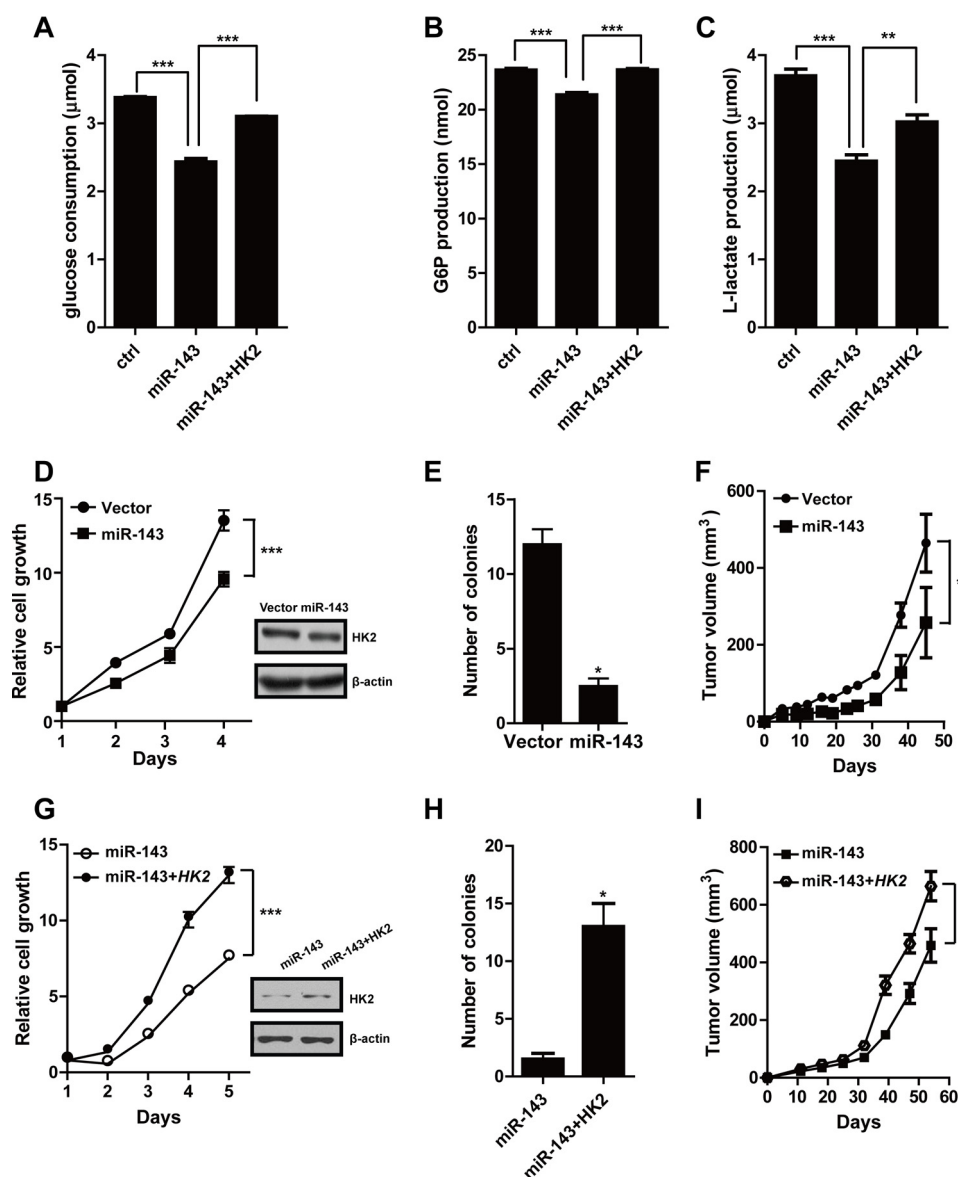 A
***
***
glucose consumption (μmol)
4
3
2
1
0
ctrl
miR-143
miR-143+HK2
B
***
***
G6P production (nmol)
25
20
15
10
5
0
ctrl
miR-143
miR-143+HK2
C
***
**
L-lactate production (μmol)
4
3
2
1
0
ctrl
miR-143
miR-143+HK2
D
Relative cell growth
15
10
5
0
Vector
miR-143
***
1 2 3 4
Days
Vector miR-143
HK2
β-actin
E
Number of colonies
15
10
5
0
*
Vector miR-143
F
Tumor volume (mm³)
600
400
200
0
Vector
miR-143
0 10 20 30 40 50
Days
G
Relative cell growth
15
10
5
0
miR-143
miR-143+HK2
***
1 2 3 4 5
Days
miR-143
miR-143+HK2
HK2
β-actin
H
Number of colonies
20
15
10
5
0
*
miR-143
miR-143+HK2
I
Tumor volume (mm³)
800
600
400
200
0
miR-143
miR-143+HK2
0 10 20 30 40 50 60
Days